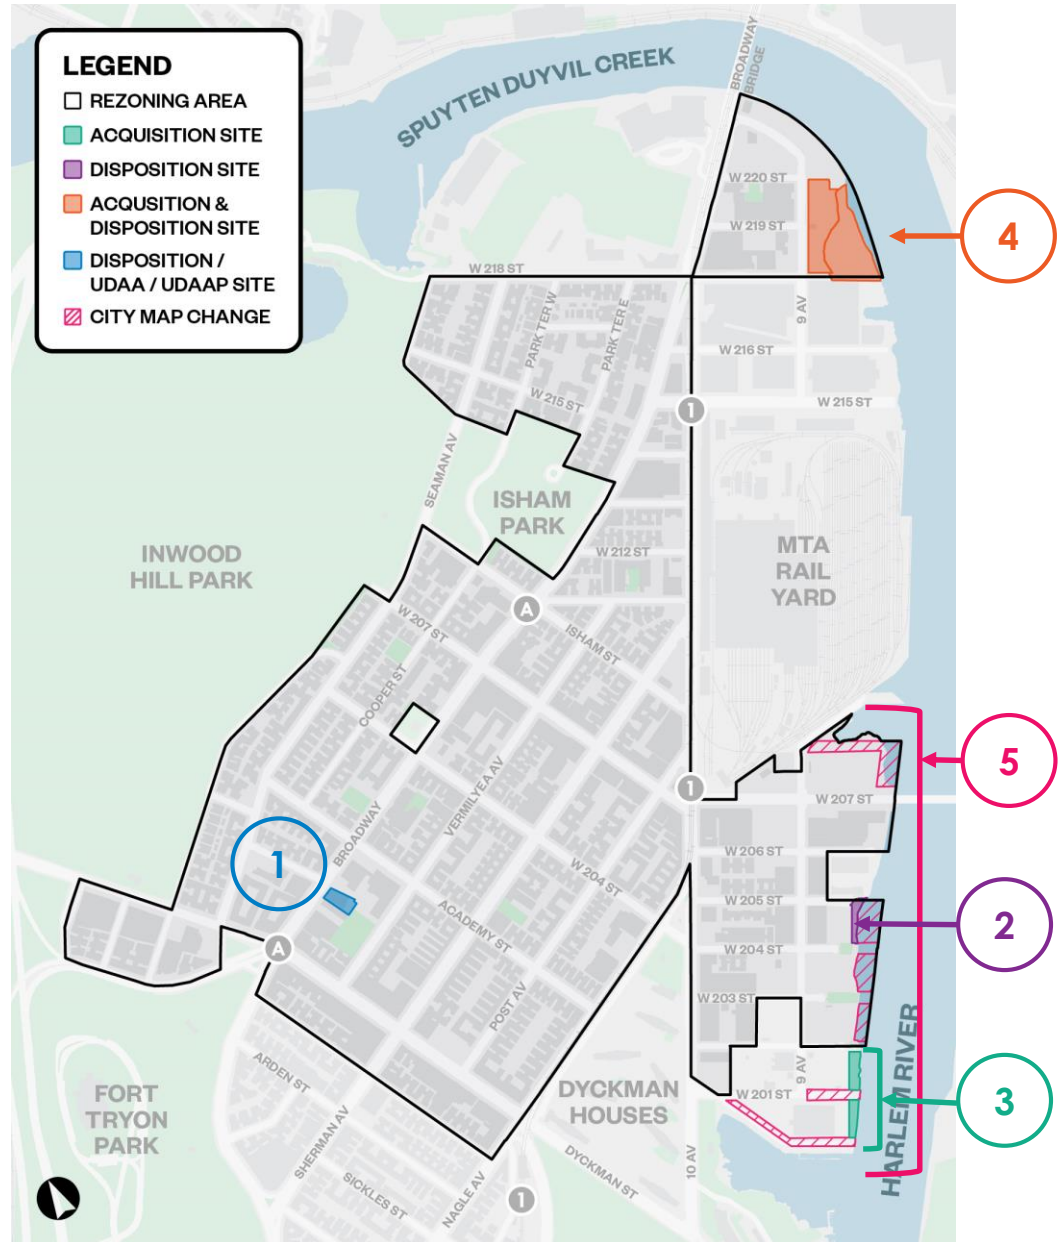 LEGEND
REZONING AREA
ACQUISITION SITE
DISPOSITION SITE
ACQUSITION &
DISPOSITION SITE
DISPOSITION /
UDAA / UDAAP SITE
CITY MAP CHANGE
SPUYTEN DUYVIL CREEK
BROADWAY
BRIDGE
W 220 ST
W 219 ST
4
W 218 ST
PARK TER W
PARK TER E
9 AV
W 216 ST
W 215 ST
W 215 ST
1
SEAMAN AV
ISHAM
PARK
INWOOD
HILL PARK
W 212 ST
MTA
RAIL
YARD
A
W 207 ST
ISHAM ST
COOPER ST
5
VERMILYEA AV
1
W 207 ST
BROADWAY
1
W 206 ST
W 204 ST
W 205 ST
ACADEMY ST
2
A
W 204 ST
POST AV
W 203 ST
HARLEM RIVER
ARDEN ST
9 AV
FORT
TRYON
PARK
DYCKMAN
HOUSES
W 201 ST
3
SHERMAN AV
10 AV
DYCKMAN ST
SICKLES ST
NAGLE AV
1